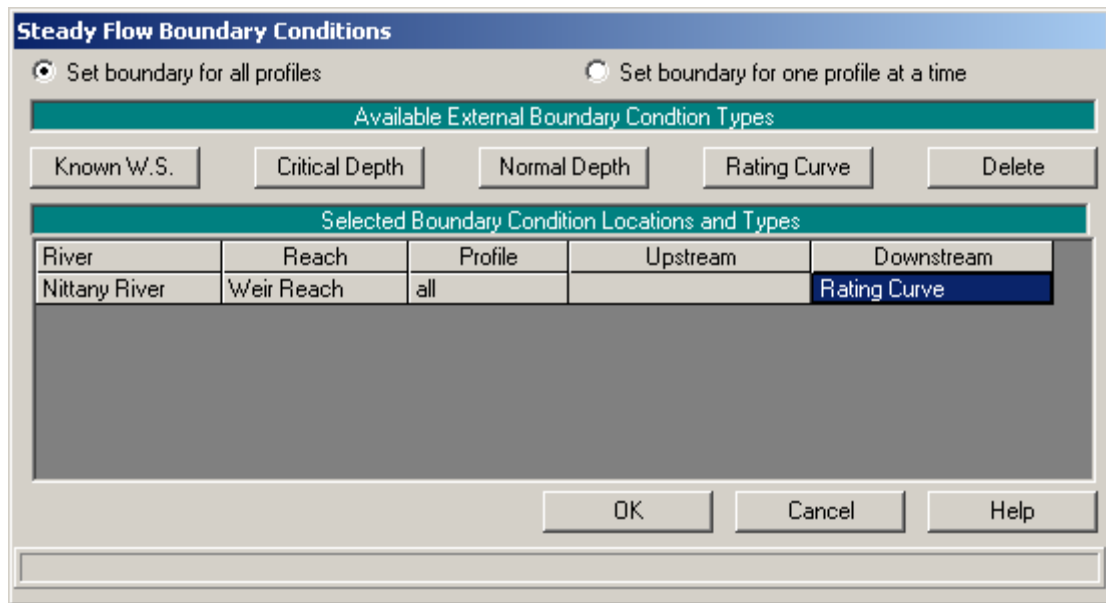 Steady Flow Boundary Conditions
Set boundary for all profiles Set boundary for one profile at a time
Available External Boundary Condtion Types
Known W.S. Critical Depth Normal Depth Rating Curve Delete
Selected Boundary Condition Locations and Types
River Reach Profile Upstream Downstream
Nittany River Weir Reach all Rating Curve
OK Cancel Help